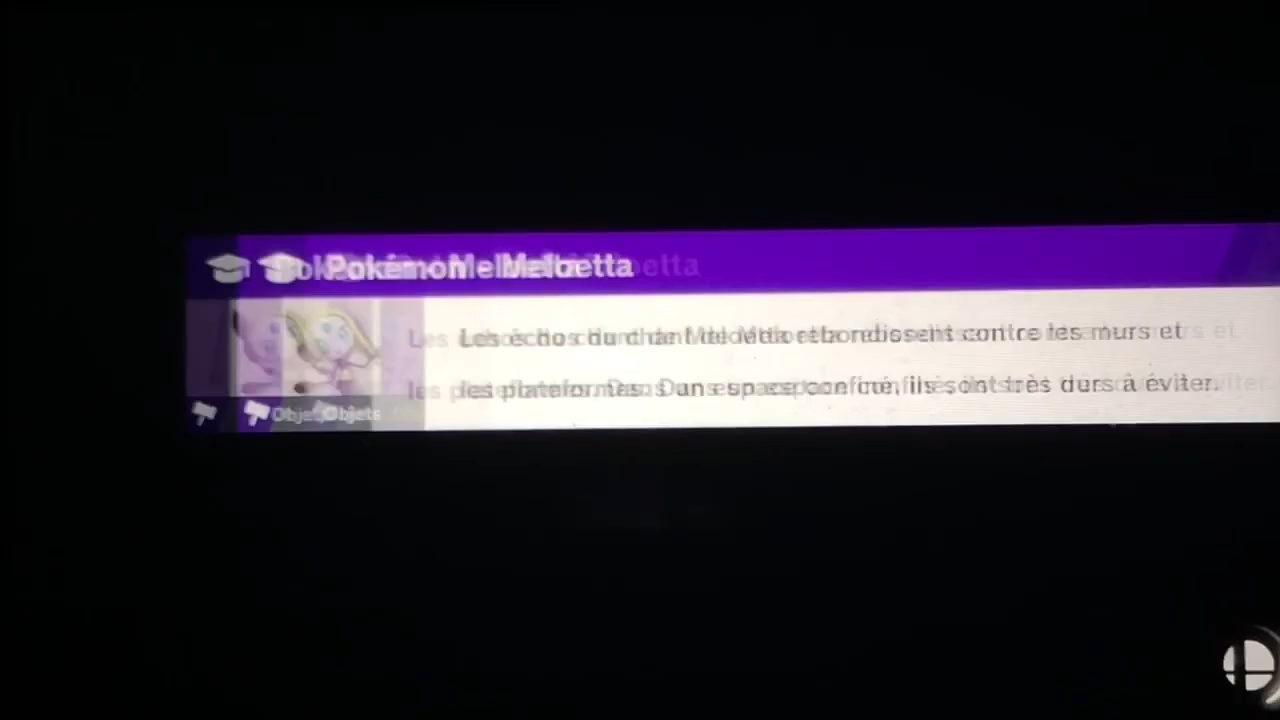 Pokémon - Meloetta
Les échos du chant de Meloetta rebondissent contre les murs et
les plateformes. Dans un espace confiné, ils sont très durs à éviter.
Objets